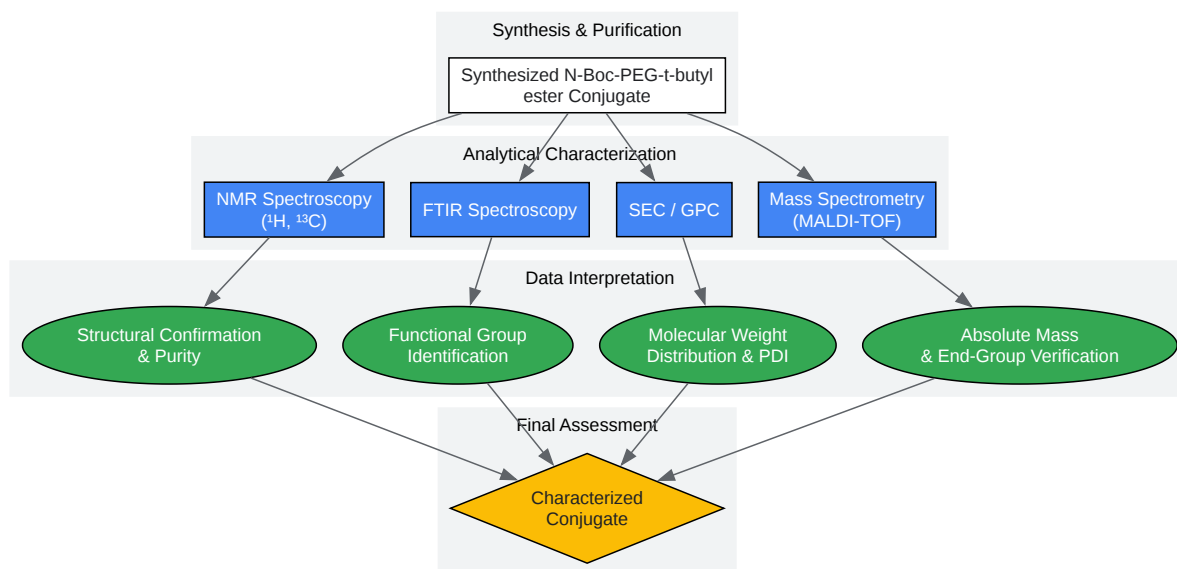 Synthesis & Purification
Synthesized N-Boc-PEG-t-butyl
ester Conjugate
Analytical Characterization
NMR Spectroscopy
(¹H, ¹³C)
FTIR Spectroscopy
SEC / GPC
Mass Spectrometry
(MALDI-TOF)
Data Interpretation
Structural Confirmation
& Purity
Functional Group
Identification
Molecular Weight
Distribution & PDI
Absolute Mass
& End-Group Verification
Final Assessment
Characterized
Conjugate